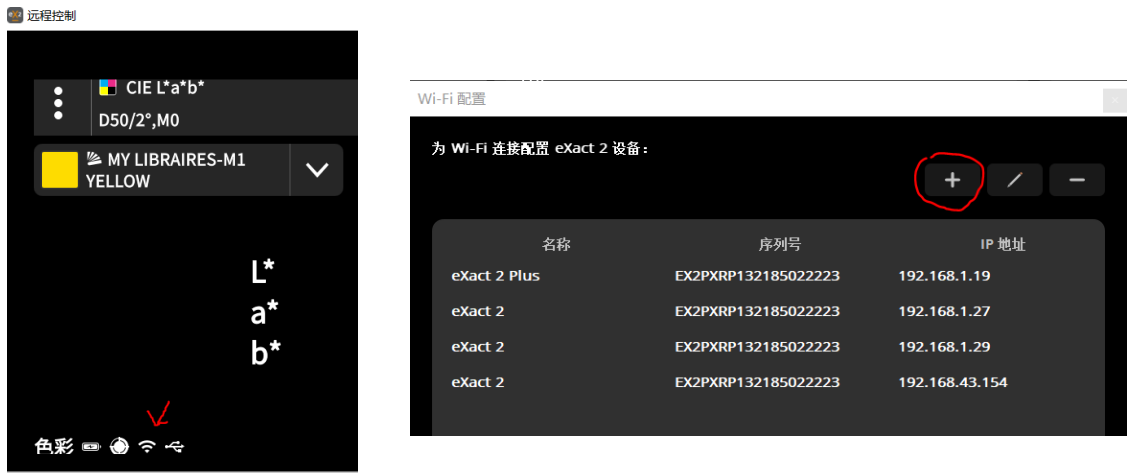 远程控制
CIE L*a*b*
D50/2°,M0
MY LIBRAIRES-M1
YELLOW
L*
a*
b*
色彩
Wi-Fi 配置
为 Wi-Fi 连接配置 eXact 2 设备：
名称 序列号 IP 地址
eXact 2 Plus EX2PXRP132185022223 192.168.1.19
eXact 2 EX2PXRP132185022223 192.168.1.27
eXact 2 EX2PXRP132185022223 192.168.1.29
eXact 2 EX2PXRP132185022223 192.168.43.154